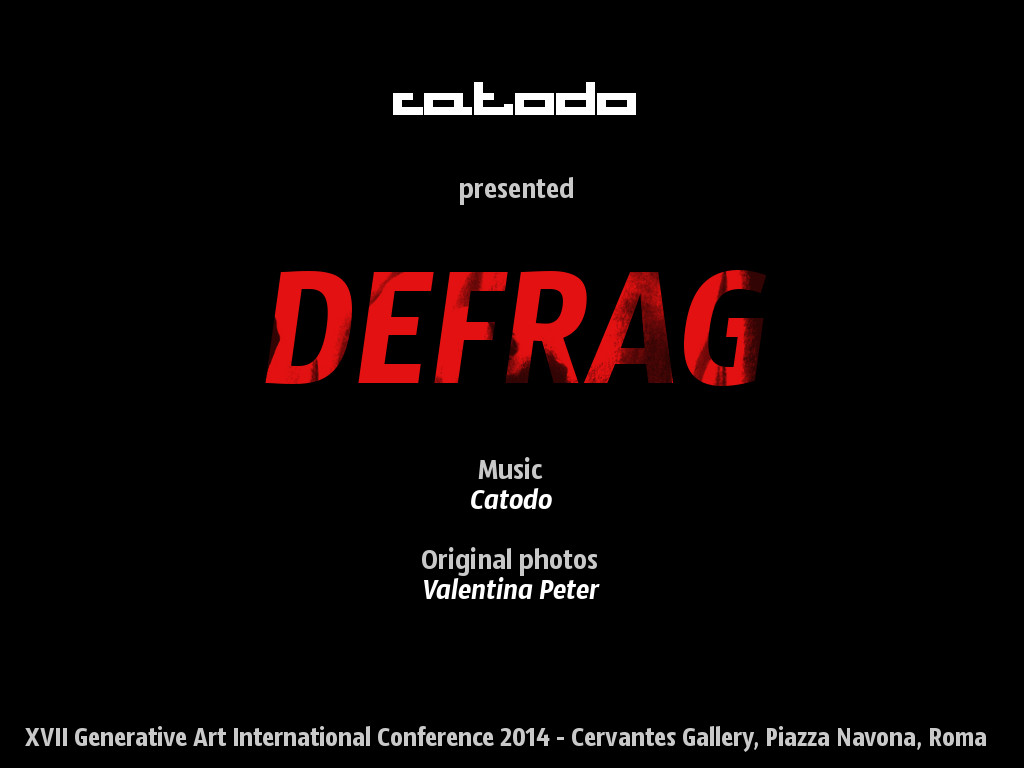 catodo
presented
DEFRAG
Music
Catodo
Original photos
Valentina Peter
XVII Generative Art International Conference 2014 - Cervantes Gallery, Piazza Navona, Roma